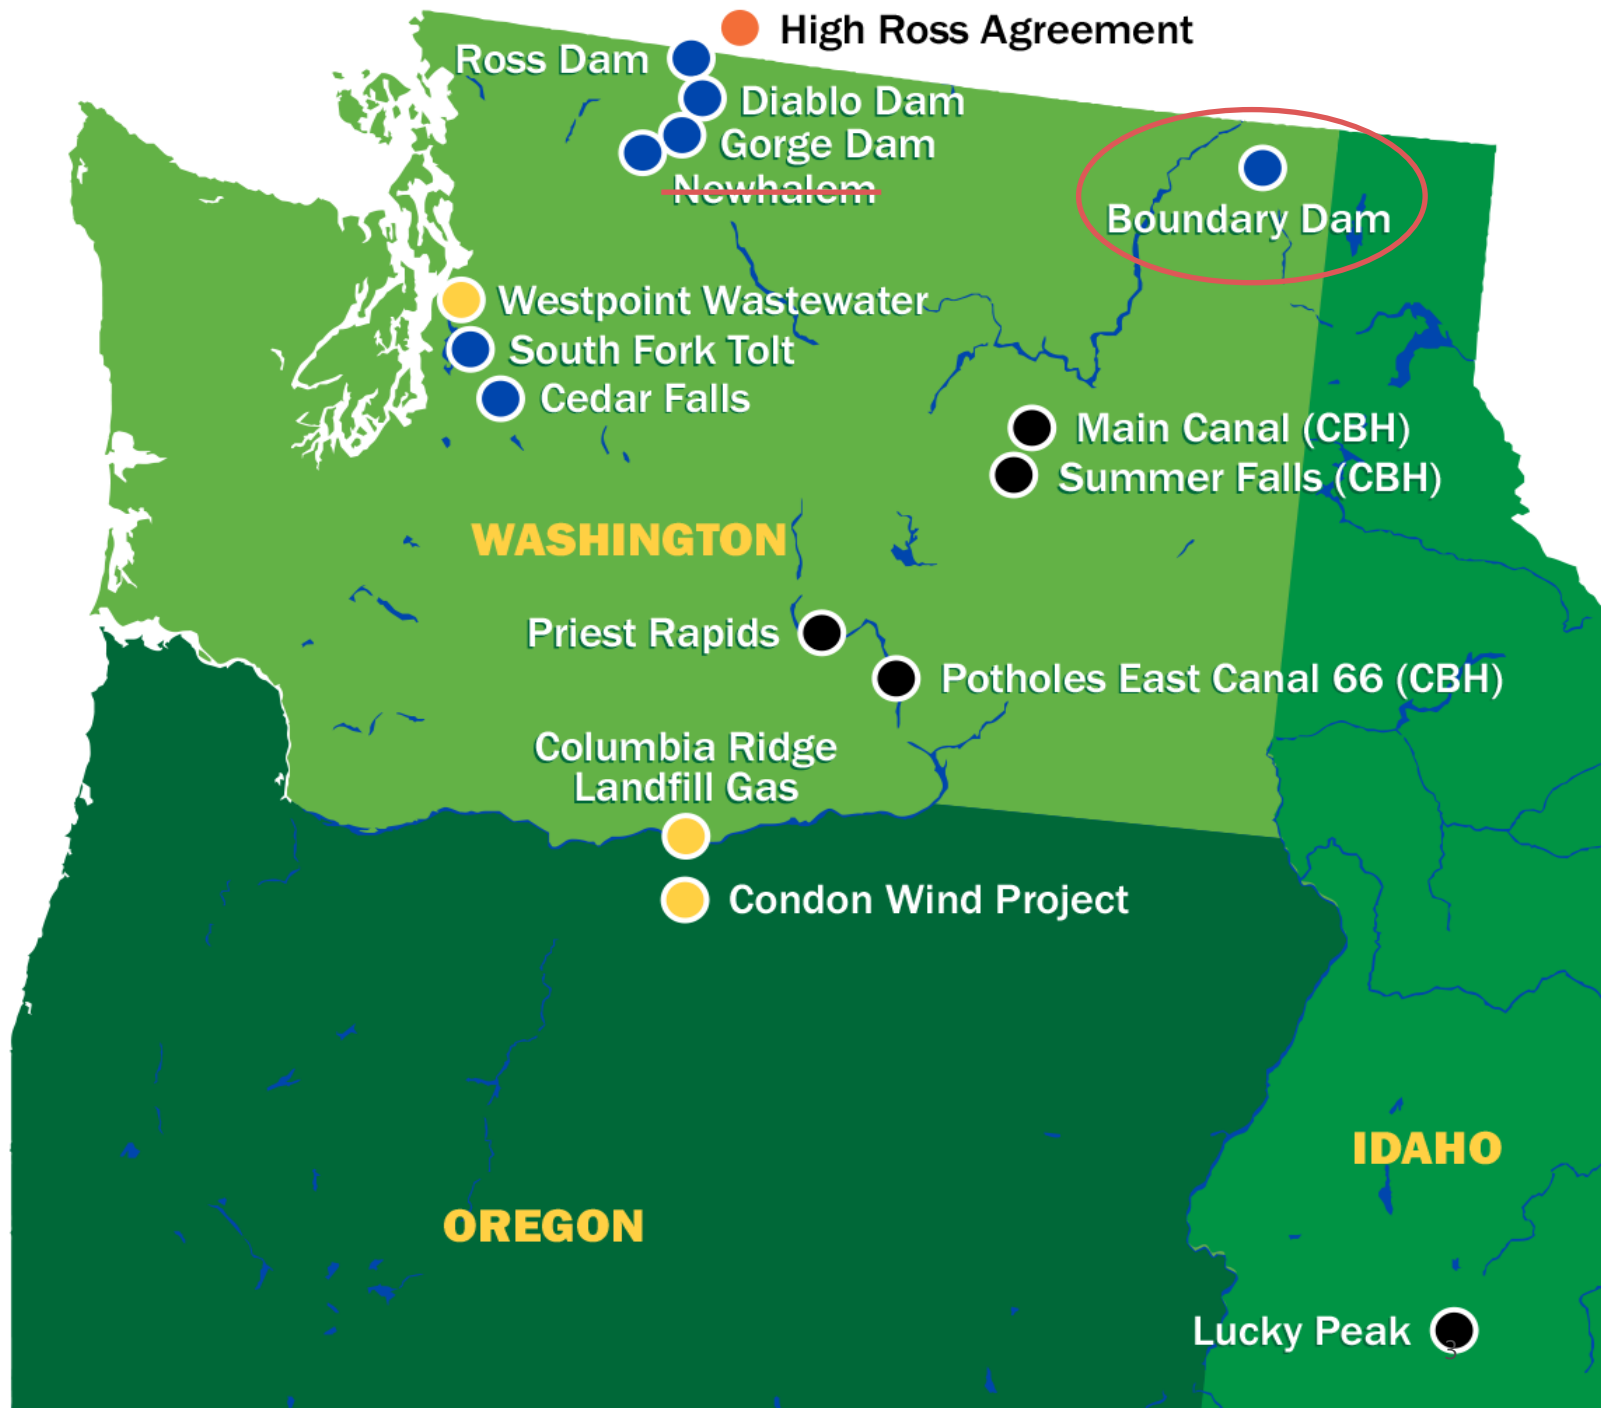 High Ross Agreement
Ross Dam
Diablo Dam
Gorge Dam
Newhalem
Boundary Dam
Westpoint Wastewater
South Fork Tolt
Cedar Falls
Main Canal (CBH)
Summer Falls (CBH)
WASHINGTON
Priest Rapids
Potholes East Canal 66 (CBH)
Columbia Ridge
Landfill Gas
Condon Wind Project
IDAHO
OREGON
Lucky Peak
3